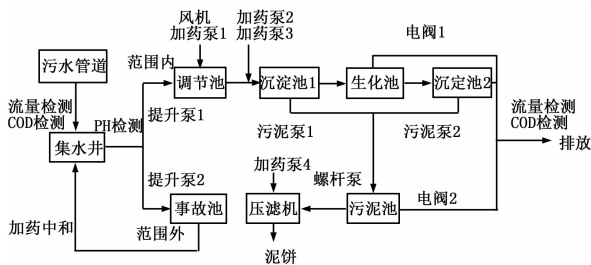 风机
加药泵1
加药泵2
加药泵3
电阀1
污水管道
范围内
调节池
沉淀池1
生化池
沉定池2
流量检测
COD检测
PH检测
提升泵1
污泥泵1
污泥泵2
流量检测
COD检测
集水井
排放
提升泵2
加药泵4
螺杆泵
加药中和
事故池
压滤机
污泥池
电阀2
范围外
泥饼